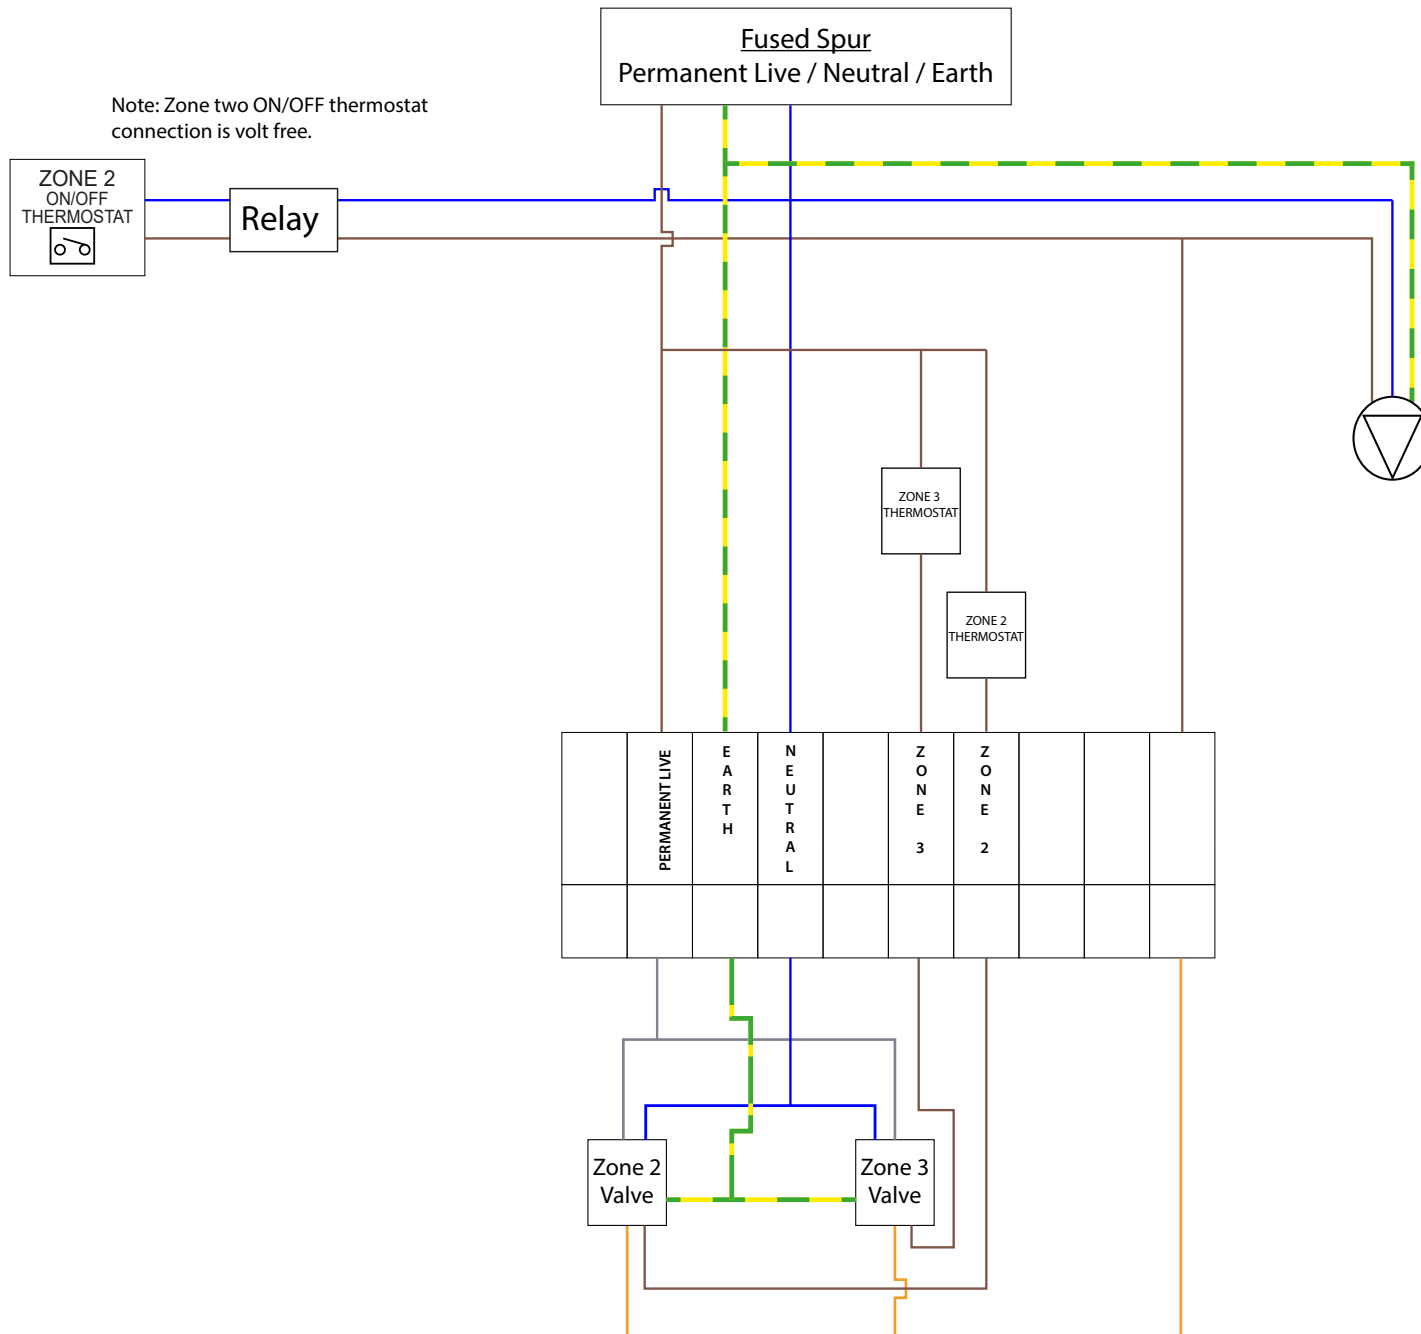 Fused Spur
Permanent Live / Neutral / Earth
Note: Zone two ON/OFF thermostat
connection is volt free.
ZONE 2
ON/OFF
THERMOSTAT
Relay
ZONE 3
THERMOSTAT
ZONE 2
THERMOSTAT
PERMANENT LIVE
EARTH
NEUTRAL
ZONE 3
ZONE 2
Zone 2
Valve
Zone 3
Valve